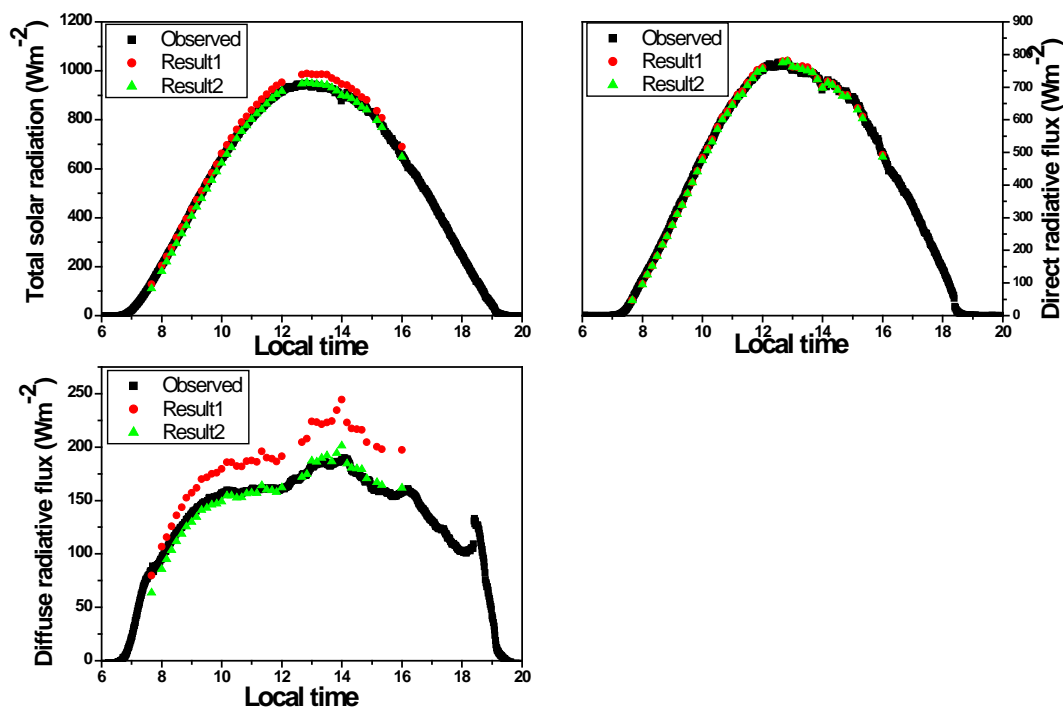 Total solar radiation (Wm-2)
1200
1000
800
600
400
200
0
Observed
Result1
Result2
6 8 10 12 14 16 18 20
Local time
Direct radiative flux (Wm-2)
900
800
700
600
500
400
300
200
100
0
Observed
Result1
Result2
6 8 10 12 14 16 18 20
Local time
Diffuse radiative flux (Wm-2)
250
200
150
100
50
0
Observed
Result1
Result2
6 8 10 12 14 16 18 20
Local time